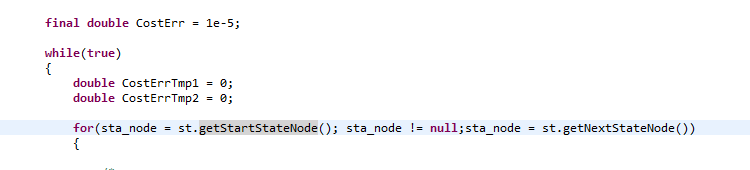 final double CostErr = 1e-5;
while(true)
{
double CostErrTmp1 = 0;
double CostErrTmp2 = 0;
for(sta_node = st.getStartStateNode(); sta_node != null;sta_node = st.getNextStateNode())
{